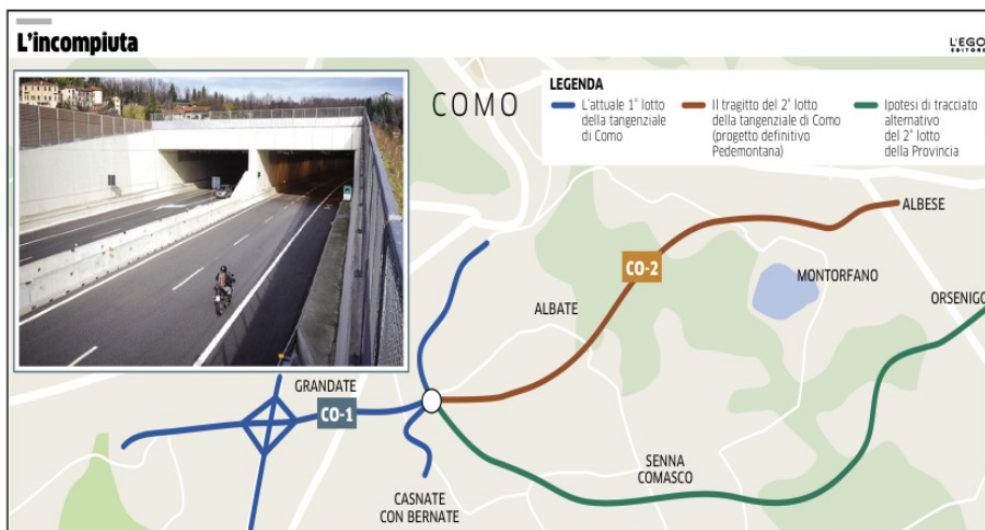 L'incompiuta
L'EGO
EDITORE
COMO
LEGENDA
L'attuale 1° lotto
della tangenziale
di Como
Il tragitto del 2° lotto
della tangenziale di Como
(progetto definitivo
Pedemontana)
Ipotesi di tracciato
alternativo
del 2° lotto
della Provincia
ALBESE
CO-2
MONTORFANO
ORSENIGO
ALBATE
GRANDATE
CO-1
SENNA
COMASCO
CASNATE
CON BERNATE